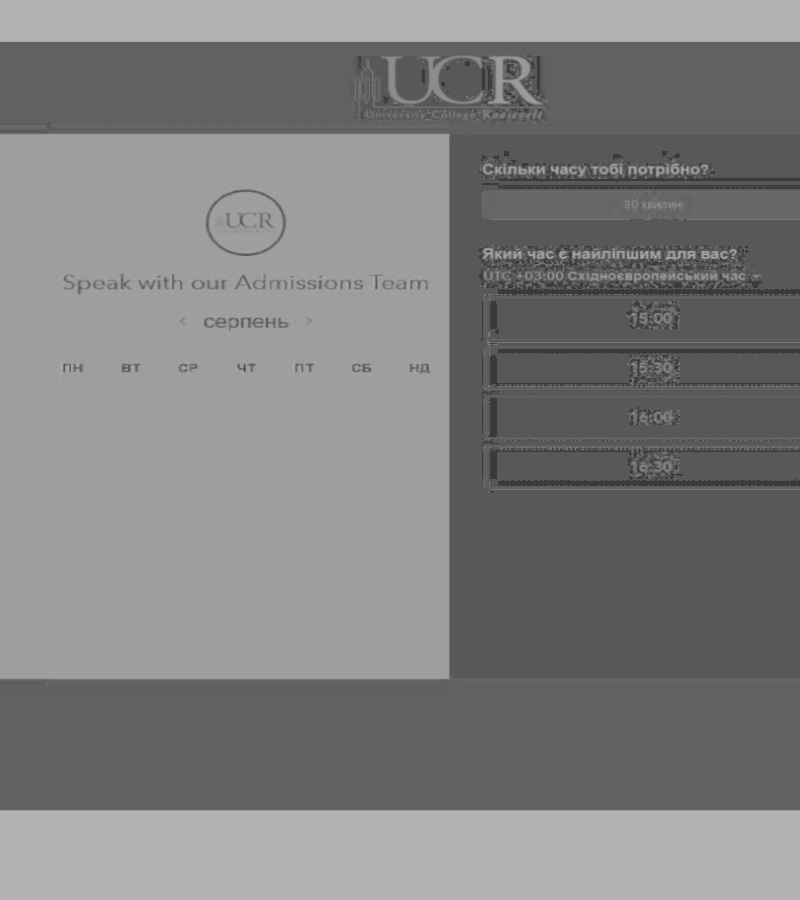 UCR
University College Roosevelt
UCR
Speak with our Admissions Team
< серпень >
ПН ВТ СР ЧТ ПТ СБ НД
Скільки часу тобі потрібно?
30 хвилин
Який час є найліпшим для вас?
UTC +03:00 Східноєвропейський час
15:00
15:30
16:00
16:30